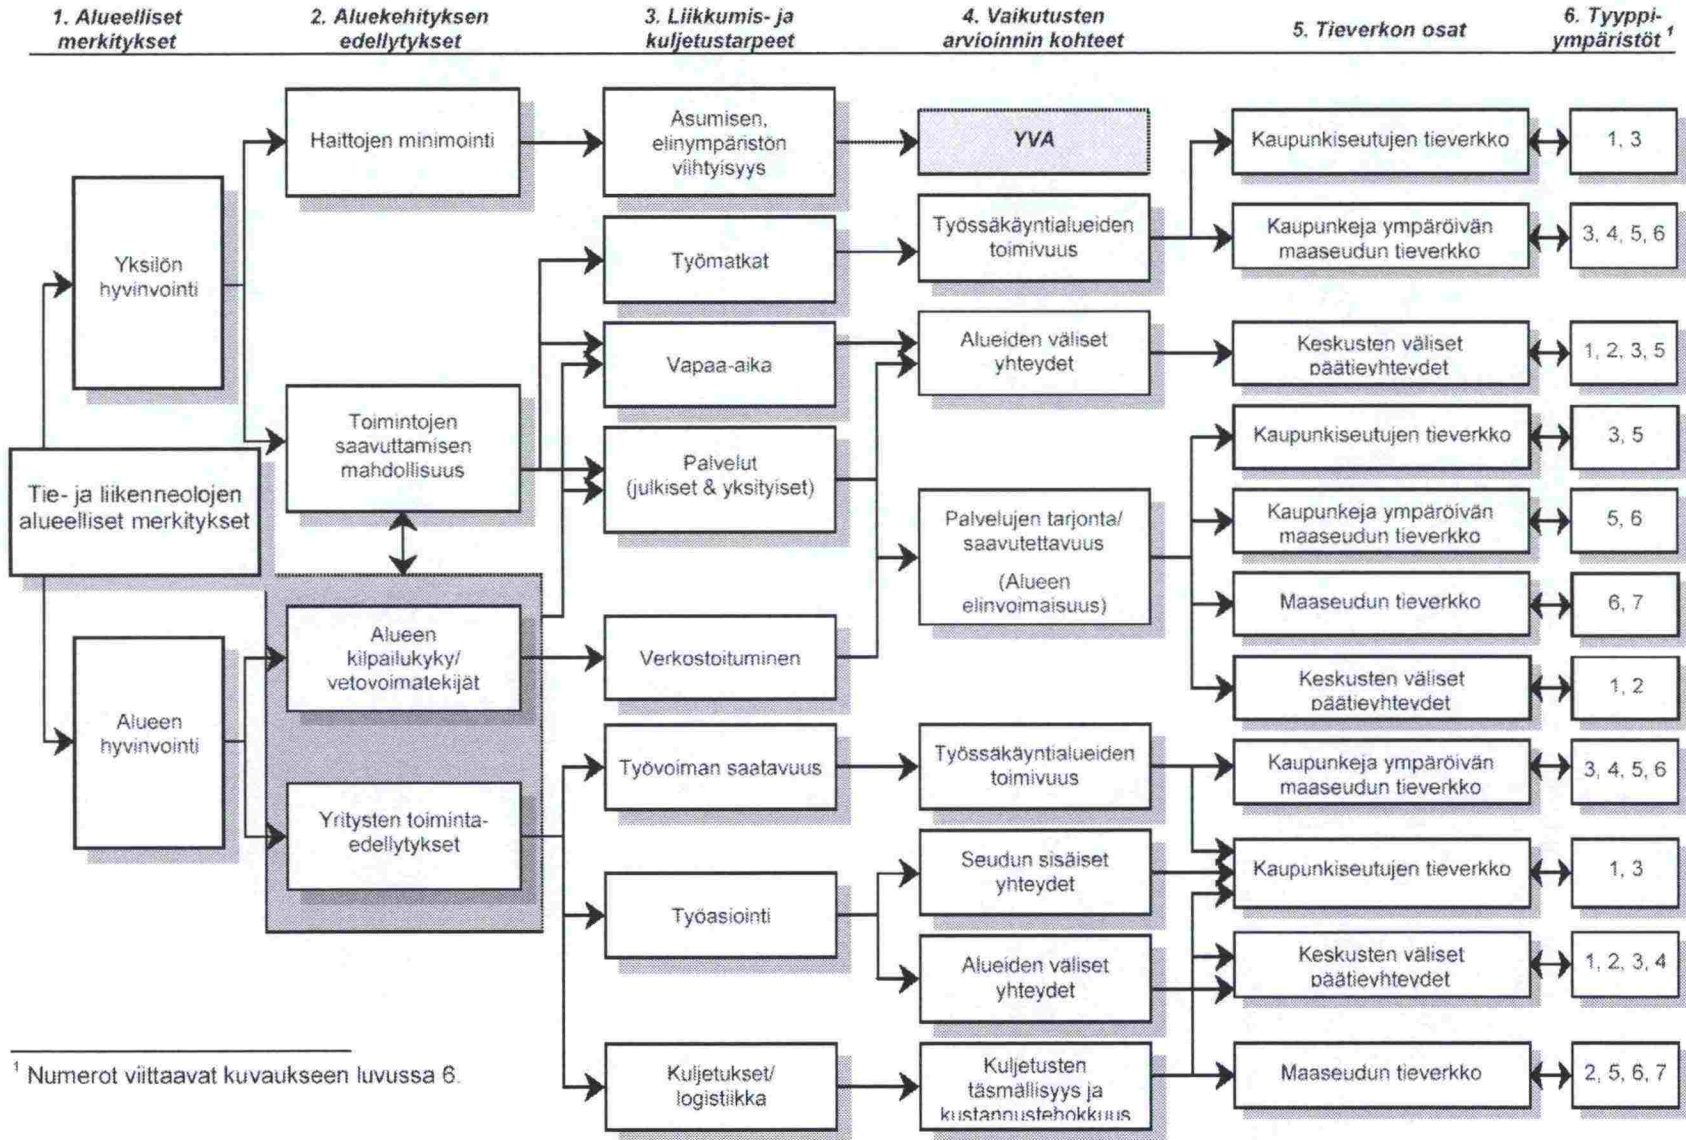 1. Alueelliset
merkitykset
2. Aluekehityksen
edellytykset
3. Liikkumis- ja
kuljetustarpeet
4. Vaikutusten
arvioinnin kohteet
5. Tieverkon osat
6. Tyyppi-
ympäristöt 1
Tie- ja liikenneolojen
alueelliset merkitykset
Yksilön
hyvinvointi
Alueen
hyvinvointi
Haittojen minimointi
Toimintojen
saavuttamisen
mahdollisuus
Alueen
kilpailukyky/
vetovoimatekijät
Yritysten toiminta-
edellytykset
Asumisen,
elinympäristön
viihtyisyys
Työmatkat
Vapaa-aika
Palvelut
(julkiset & yksityiset)
Verkostoituminen
Työvoiman saatavuus
Työasiointi
Kuljetukset/
logistiikka
YVA
Työssäkäyntialueiden
toimivuus
Alueiden väliset
yhteydet
Palvelujen tarjonta/
saavutettavuus
(Alueen
elinvoimaisuus)
Työssäkäyntialueiden
toimivuus
Seudun sisäiset
yhteydet
Alueiden väliset
yhteydet
Kuljetusten
täsmällisyys ja
kustannustehokkuus
Kaupunkiseutujen tieverkko
Kaupunkeja ympäröivän
maaseudun tieverkko
Keskusten väliset
päätieyhteydet
Kaupunkiseutujen tieverkko
Kaupunkeja ympäröivän
maaseudun tieverkko
Maaseudun tieverkko
Keskusten väliset
päätieyhteydet
Kaupunkeja ympäröivän
maaseudun tieverkko
Kaupunkiseutujen tieverkko
Keskusten väliset
päätieyhteydet
Maaseudun tieverkko
1, 3
3, 4, 5, 6
1, 2, 3, 5
3, 5
5, 6
6, 7
1, 2
3, 4, 5, 6
1, 3
1, 2, 3, 4
2, 5, 6, 7
1 Numerot viittaavat kuvaukseen luvussa 6.